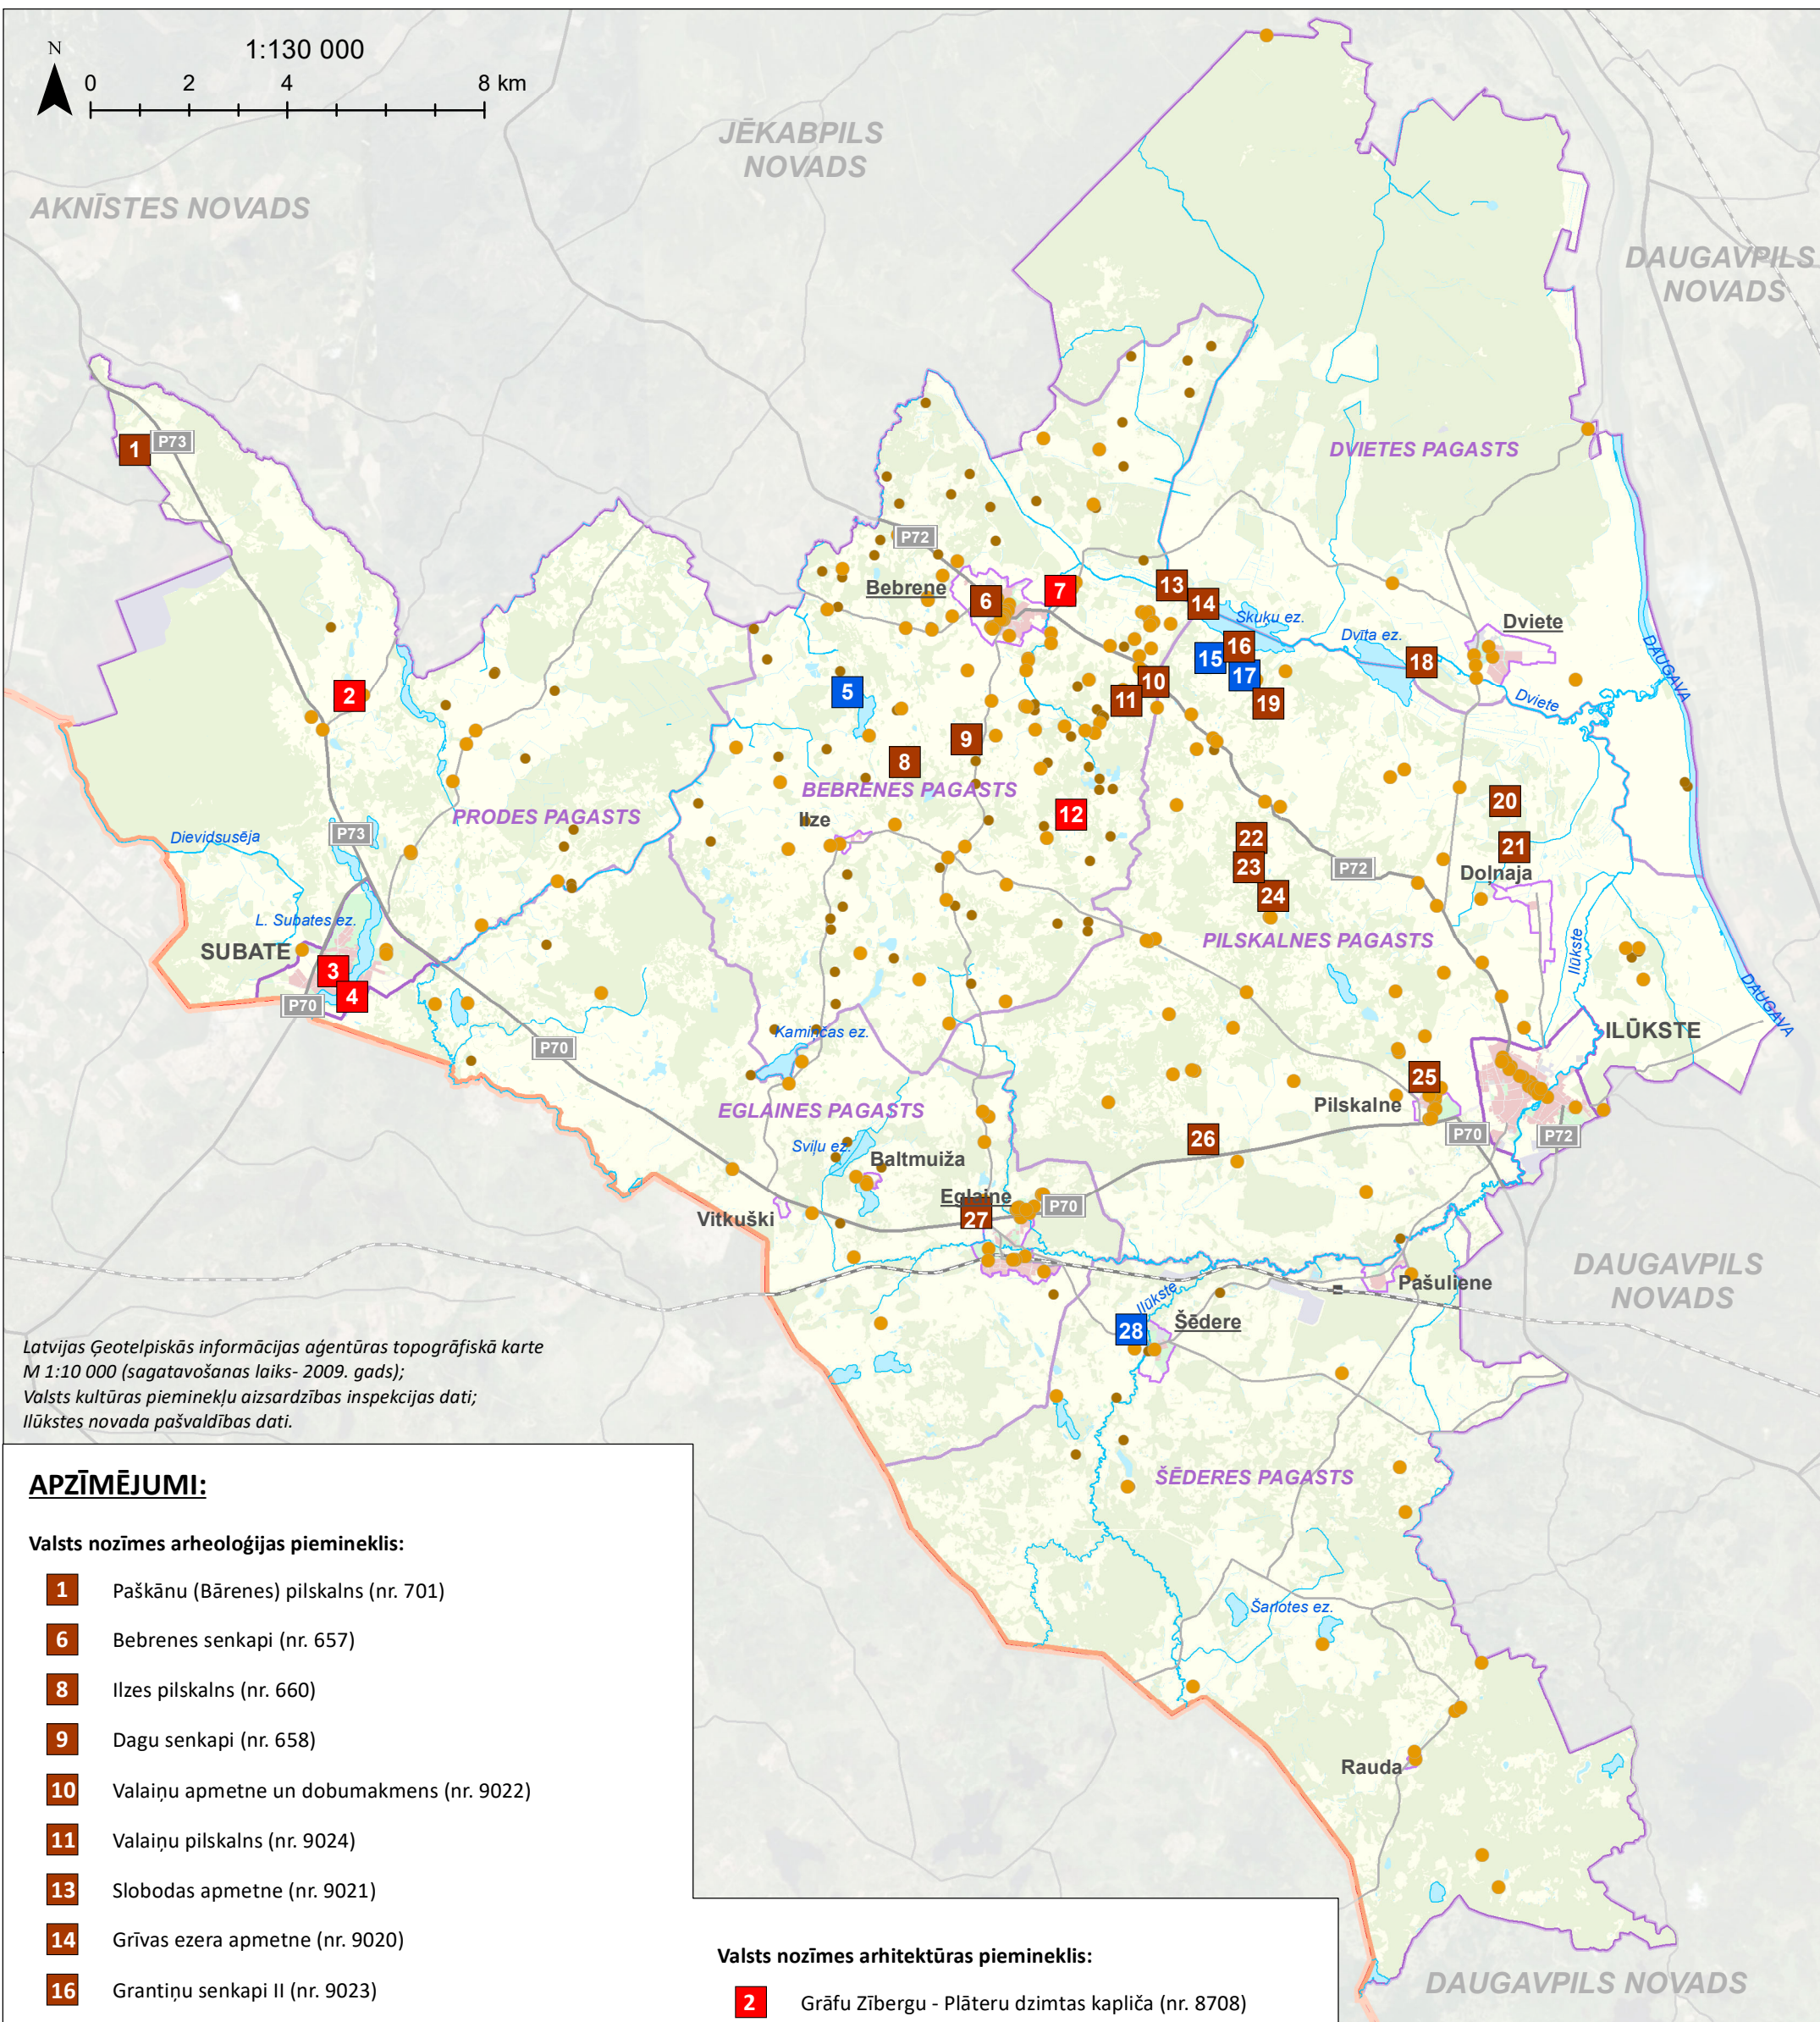 N
1:130 000
0 2 4 8 km
JĒKABPILS
NOVADS
AKNĪSTES NOVADS
DAUGAVPILS
NOVADS
1
P73
DVIETES PAGASTS
P72
Bebrene
6
7
13
14
Skuku ez.
Dvīta ez.
Dviete
15
16
17
18
DAUGAVA
2
5
10
11
19
Dviete
9
8
BEBRENES PAGASTS
20
12
PRODES PAGASTS
Ilze
P73
Dievidsusēja
22
21
23
P72
Doļnaja
24
L. Subates ez.
SUBATE
PILSKALNES PAGASTS
Ilūkste
3
4
P70
DAUGAVA
Kamiņčas ez.
ILŪKSTE
P70
25
EGLAINES PAGASTS
Pilskalne
26
P70
P72
Sviļu ez.
Baltmuiža
Eglaine
P70
Vitkuški
27
DAUGAVPILS
NOVADS
Pašuliene
Ilūkste
28
Šēdere
Latvijas Ģeotelpiskās informācijas aģentūras topogrāfiskā karte
M 1:10 000 (sagatavošanas laiks- 2009. gads);
Valsts kultūras pieminekļu aizsardzības inspekcijas dati;
Ilūkstes novada pašvaldības dati.
ŠĒDERES PAGASTS
Šarlotes ez.
Rauda
DAUGAVPILS NOVADS
APZĪMĒJUMI:
Valsts nozīmes arheoloģijas piemineklis:
1 Paškānu (Bārenes) pilskalns (nr. 701)
6 Bebrenes senkapi (nr. 657)
8 Ilzes pilskalns (nr. 660)
9 Dagu senkapi (nr. 658)
10 Valaiņu apmetne un dobumakmens (nr. 9022)
11 Valaiņu pilskalns (nr. 9024)
13 Slobodas apmetne (nr. 9021)
14 Grīvas ezera apmetne (nr. 9020)
16 Grantiņu senkapi II (nr. 9023)
Valsts nozīmes arhitektūras piemineklis:
2 Grāfu Zībergu - Plāteru dzimtas kapliča (nr. 8708)